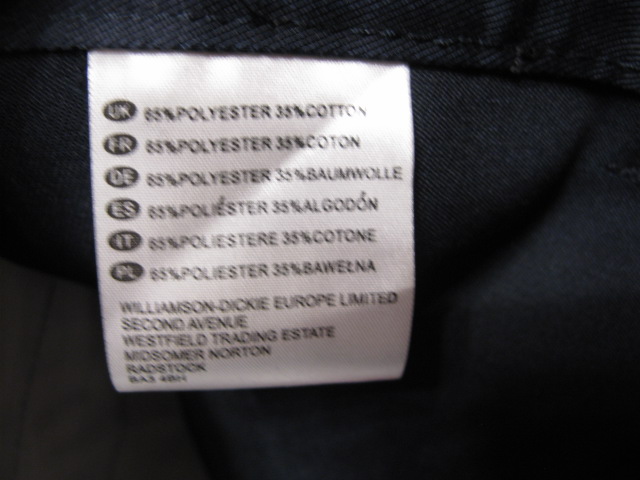 UK 65%POLYESTER 35%COTTON
FR 65%POLYESTER 35%COTON
DE 65%POLYESTER 35%BAUMWOLLE
ES 65%POLIÉSTER 35%ALGODÓN
IT 65%POLIESTERE 35%COTONE
PL 65%POLIESTER 35%BAWEŁNA
WILLIAMSON-DICKIE EUROPE LIMITED
SECOND AVENUE
WESTFIELD TRADING ESTATE
MIDSOMER NORTON
RADSTOCK
BA3 4BH